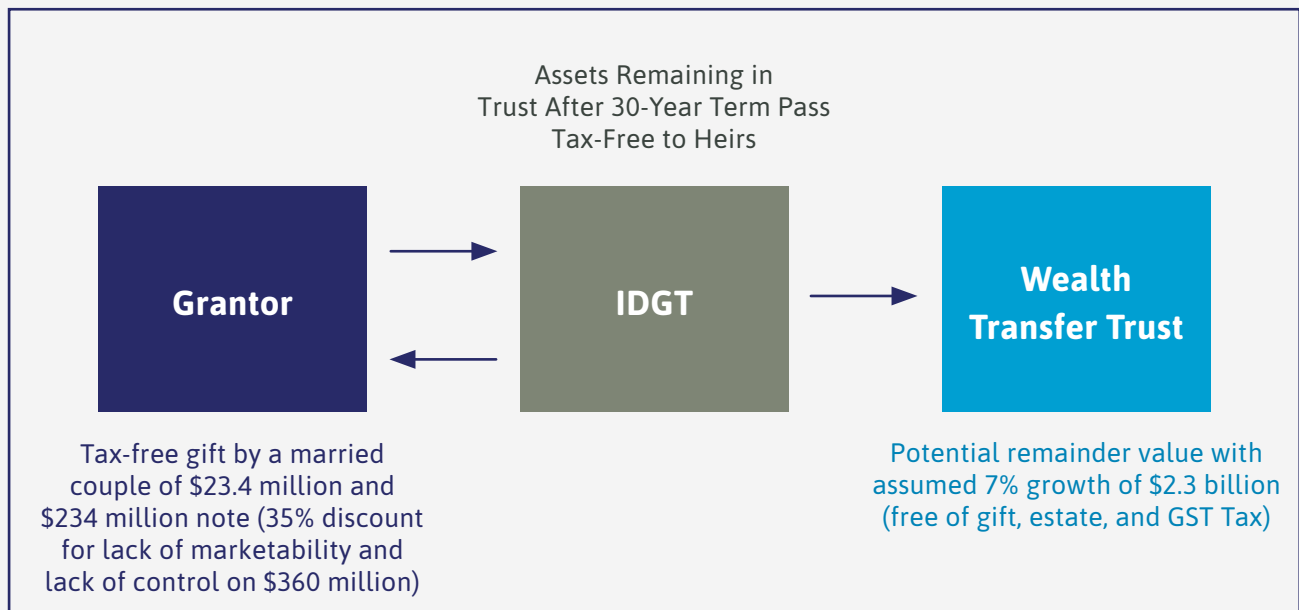 Assets Remaining in
Trust After 30-Year Term Pass
Tax-Free to Heirs
Grantor
IDGT
Wealth
Transfer Trust
Tax-free gift by a married
couple of $23.4 million and
$234 million note (35% discount
for lack of marketability and
lack of control on $360 million)
Potential remainder value with
assumed 7% growth of $2.3 billion
(free of gift, estate, and GST Tax)